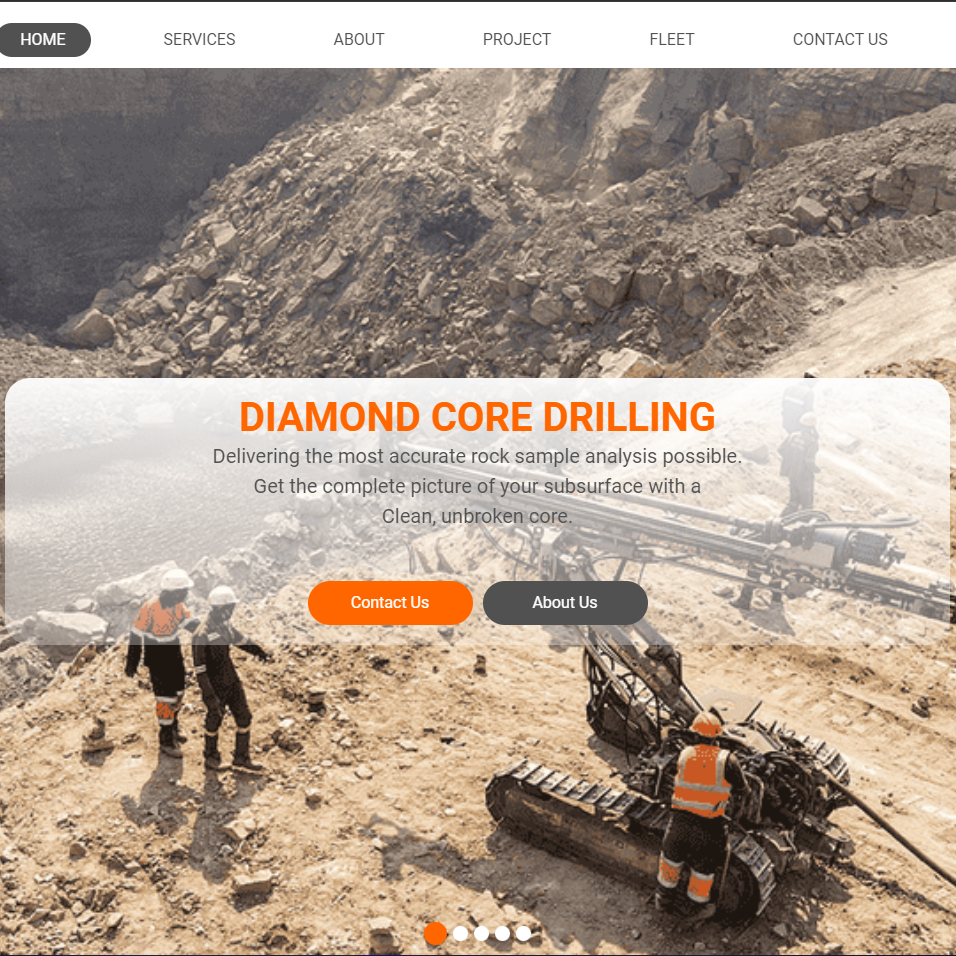 HOME SERVICES ABOUT PROJECT FLEET CONTACT US
DIAMOND CORE DRILLING
Delivering the most accurate rock sample analysis possible.
Get the complete picture of your subsurface with a
Clean, unbroken core.
Contact Us About Us